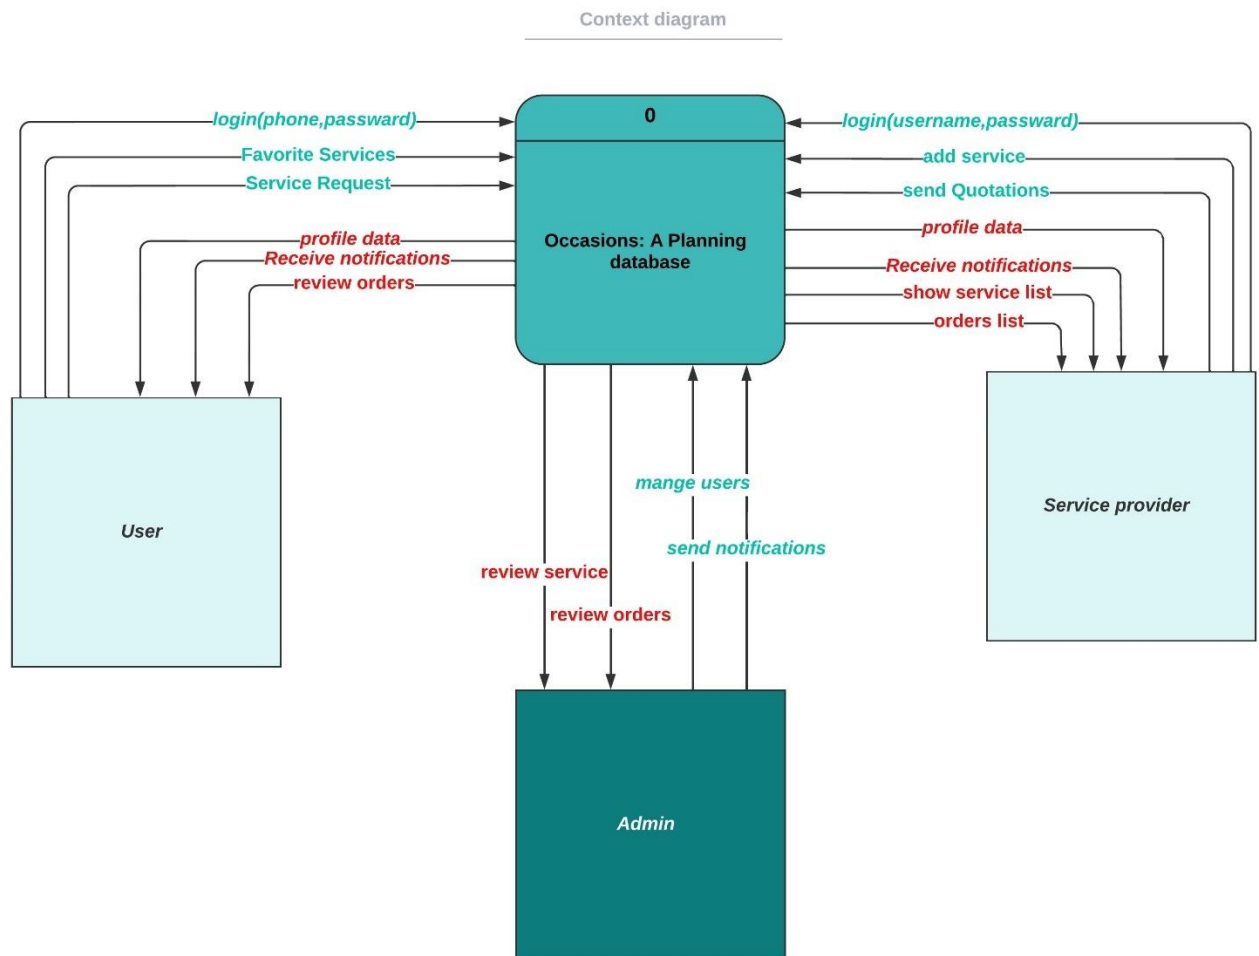 Context diagram
0
login(phone,passward)
login(username,passward)
Favorite Services
add service
Service Request
send Quotations
profile data
profile data
Occasions: A Planning
database
Receive notifications
Receive notifications
review orders
show service list
orders list
mange users
Service provider
User
send notifications
review service
review orders
Admin